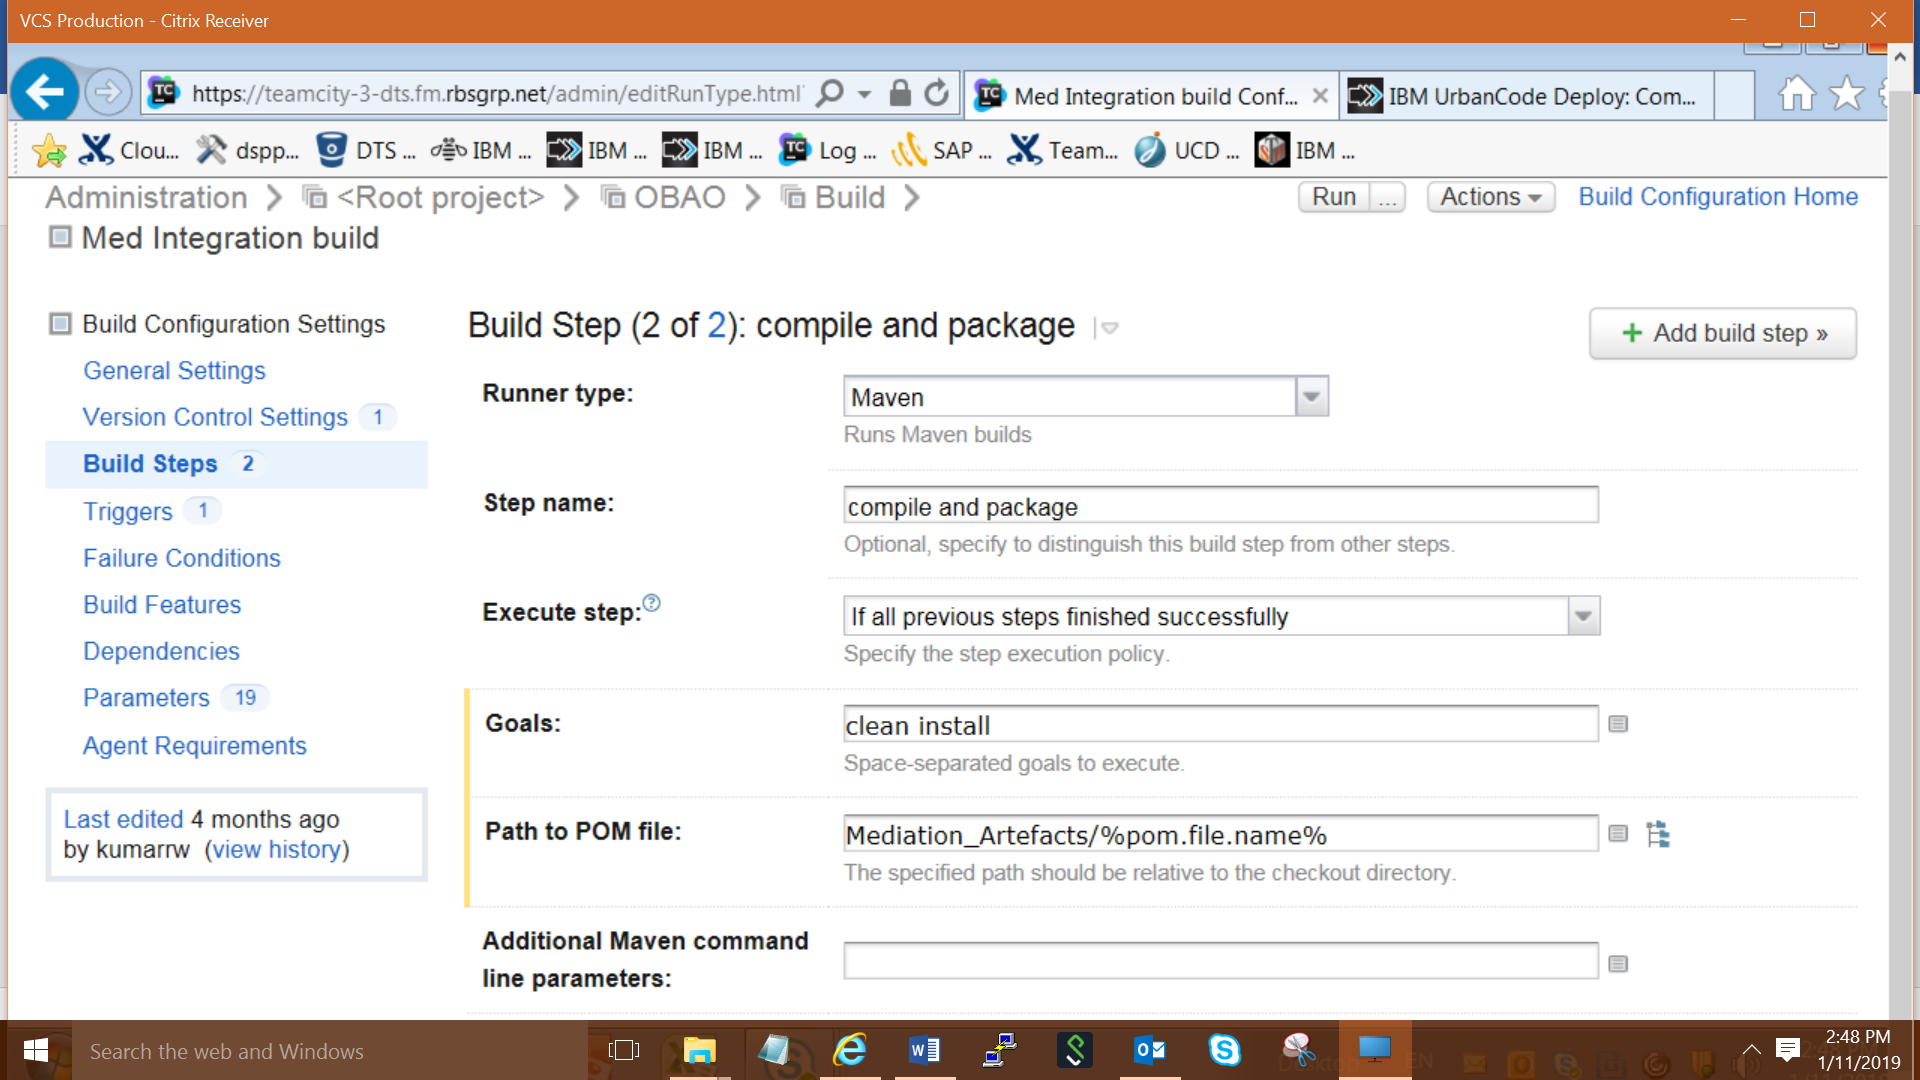 VCS Production - Citrix Receiver
https://teamcity-3-dts.fm.rbsgrp.net/admin/editRunType.html
Med Integration build Conf...
IBM UrbanCode Deploy: Com...
Clou...
dspp...
DTS ...
IBM ...
IBM ...
IBM ...
Log ...
SAP ...
Team...
UCD ...
IBM ...
Administration
<Root project>
OBAO
Build
Run
...
Actions
Build Configuration Home
Med Integration build
Build Configuration Settings
General Settings
Version Control Settings 1
Build Steps 2
Triggers 1
Failure Conditions
Build Features
Dependencies
Parameters 19
Agent Requirements
Last edited 4 months ago
by kumarrw (view history)
Build Step (2 of 2): compile and package
+ Add build step »
Runner type:
Maven
Runs Maven builds
Step name:
compile and package
Optional, specify to distinguish this build step from other steps.
Execute step:
If all previous steps finished successfully
Specify the step execution policy.
Goals:
clean install
Space-separated goals to execute.
Path to POM file:
Mediation_Artefacts/%pom.file.name%
The specified path should be relative to the checkout directory.
Additional Maven command
line parameters:
Search the web and Windows
2:48 PM
1/11/2019